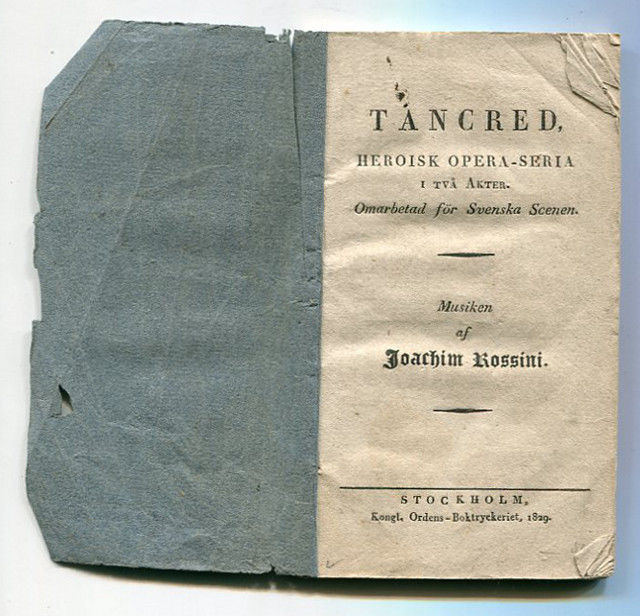 TANCRED,
HEROISK OPERA-SERIA
I TVÅ AKTER.
Omarbetad för Svenska Scenen.
Musiken
af
Joachim Rossini.
STOCKHOLM,
Kongl. Ordens-Boktryckeriet, 1829.